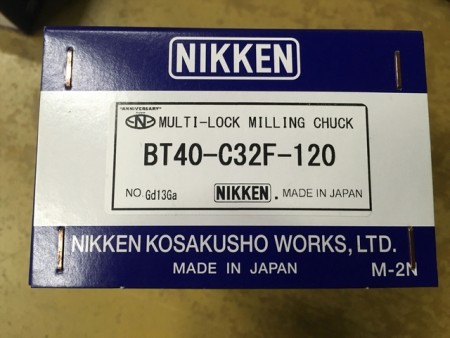 NIKKEN
"ANNIVERSARY"
N MULTI-LOCK MILLING CHUCK
BT40-C32F-120
NO. Gd13Ga NIKKEN. MADE IN JAPAN
NIKKEN KOSAKUSHO WORKS, LTD.
MADE IN JAPAN M-2N